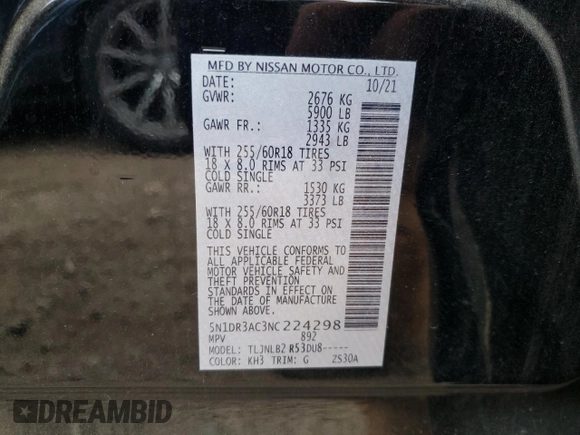 MFD BY NISSAN MOTOR CO., LTD.
DATE: 10/21
GVWR: 2676 KG
5900 LB
GAWR FR.: 1335 KG
2943 LB
WITH 255/60R18 TIRES
18 X 8.0 RIMS AT 33 PSI
COLD SINGLE
GAWR RR.: 1530 KG
3373 LB
WITH 255/60R18 TIRES
18 X 8.0 RIMS AT 33 PSI
COLD SINGLE
THIS VEHICLE CONFORMS TO
ALL APPLICABLE FEDERAL
MOTOR VEHICLE SAFETY AND
THEFT PREVENTION
STANDARDS IN EFFECT ON
THE DATE OF MANUFACTURE
SHOWN ABOVE.
5N1DR3AC3NC224298
MPV 892
MODEL: TLJNLBZ R53DU8-----
COLOR: KH3 TRIM: G ZS30A
DREAMBID